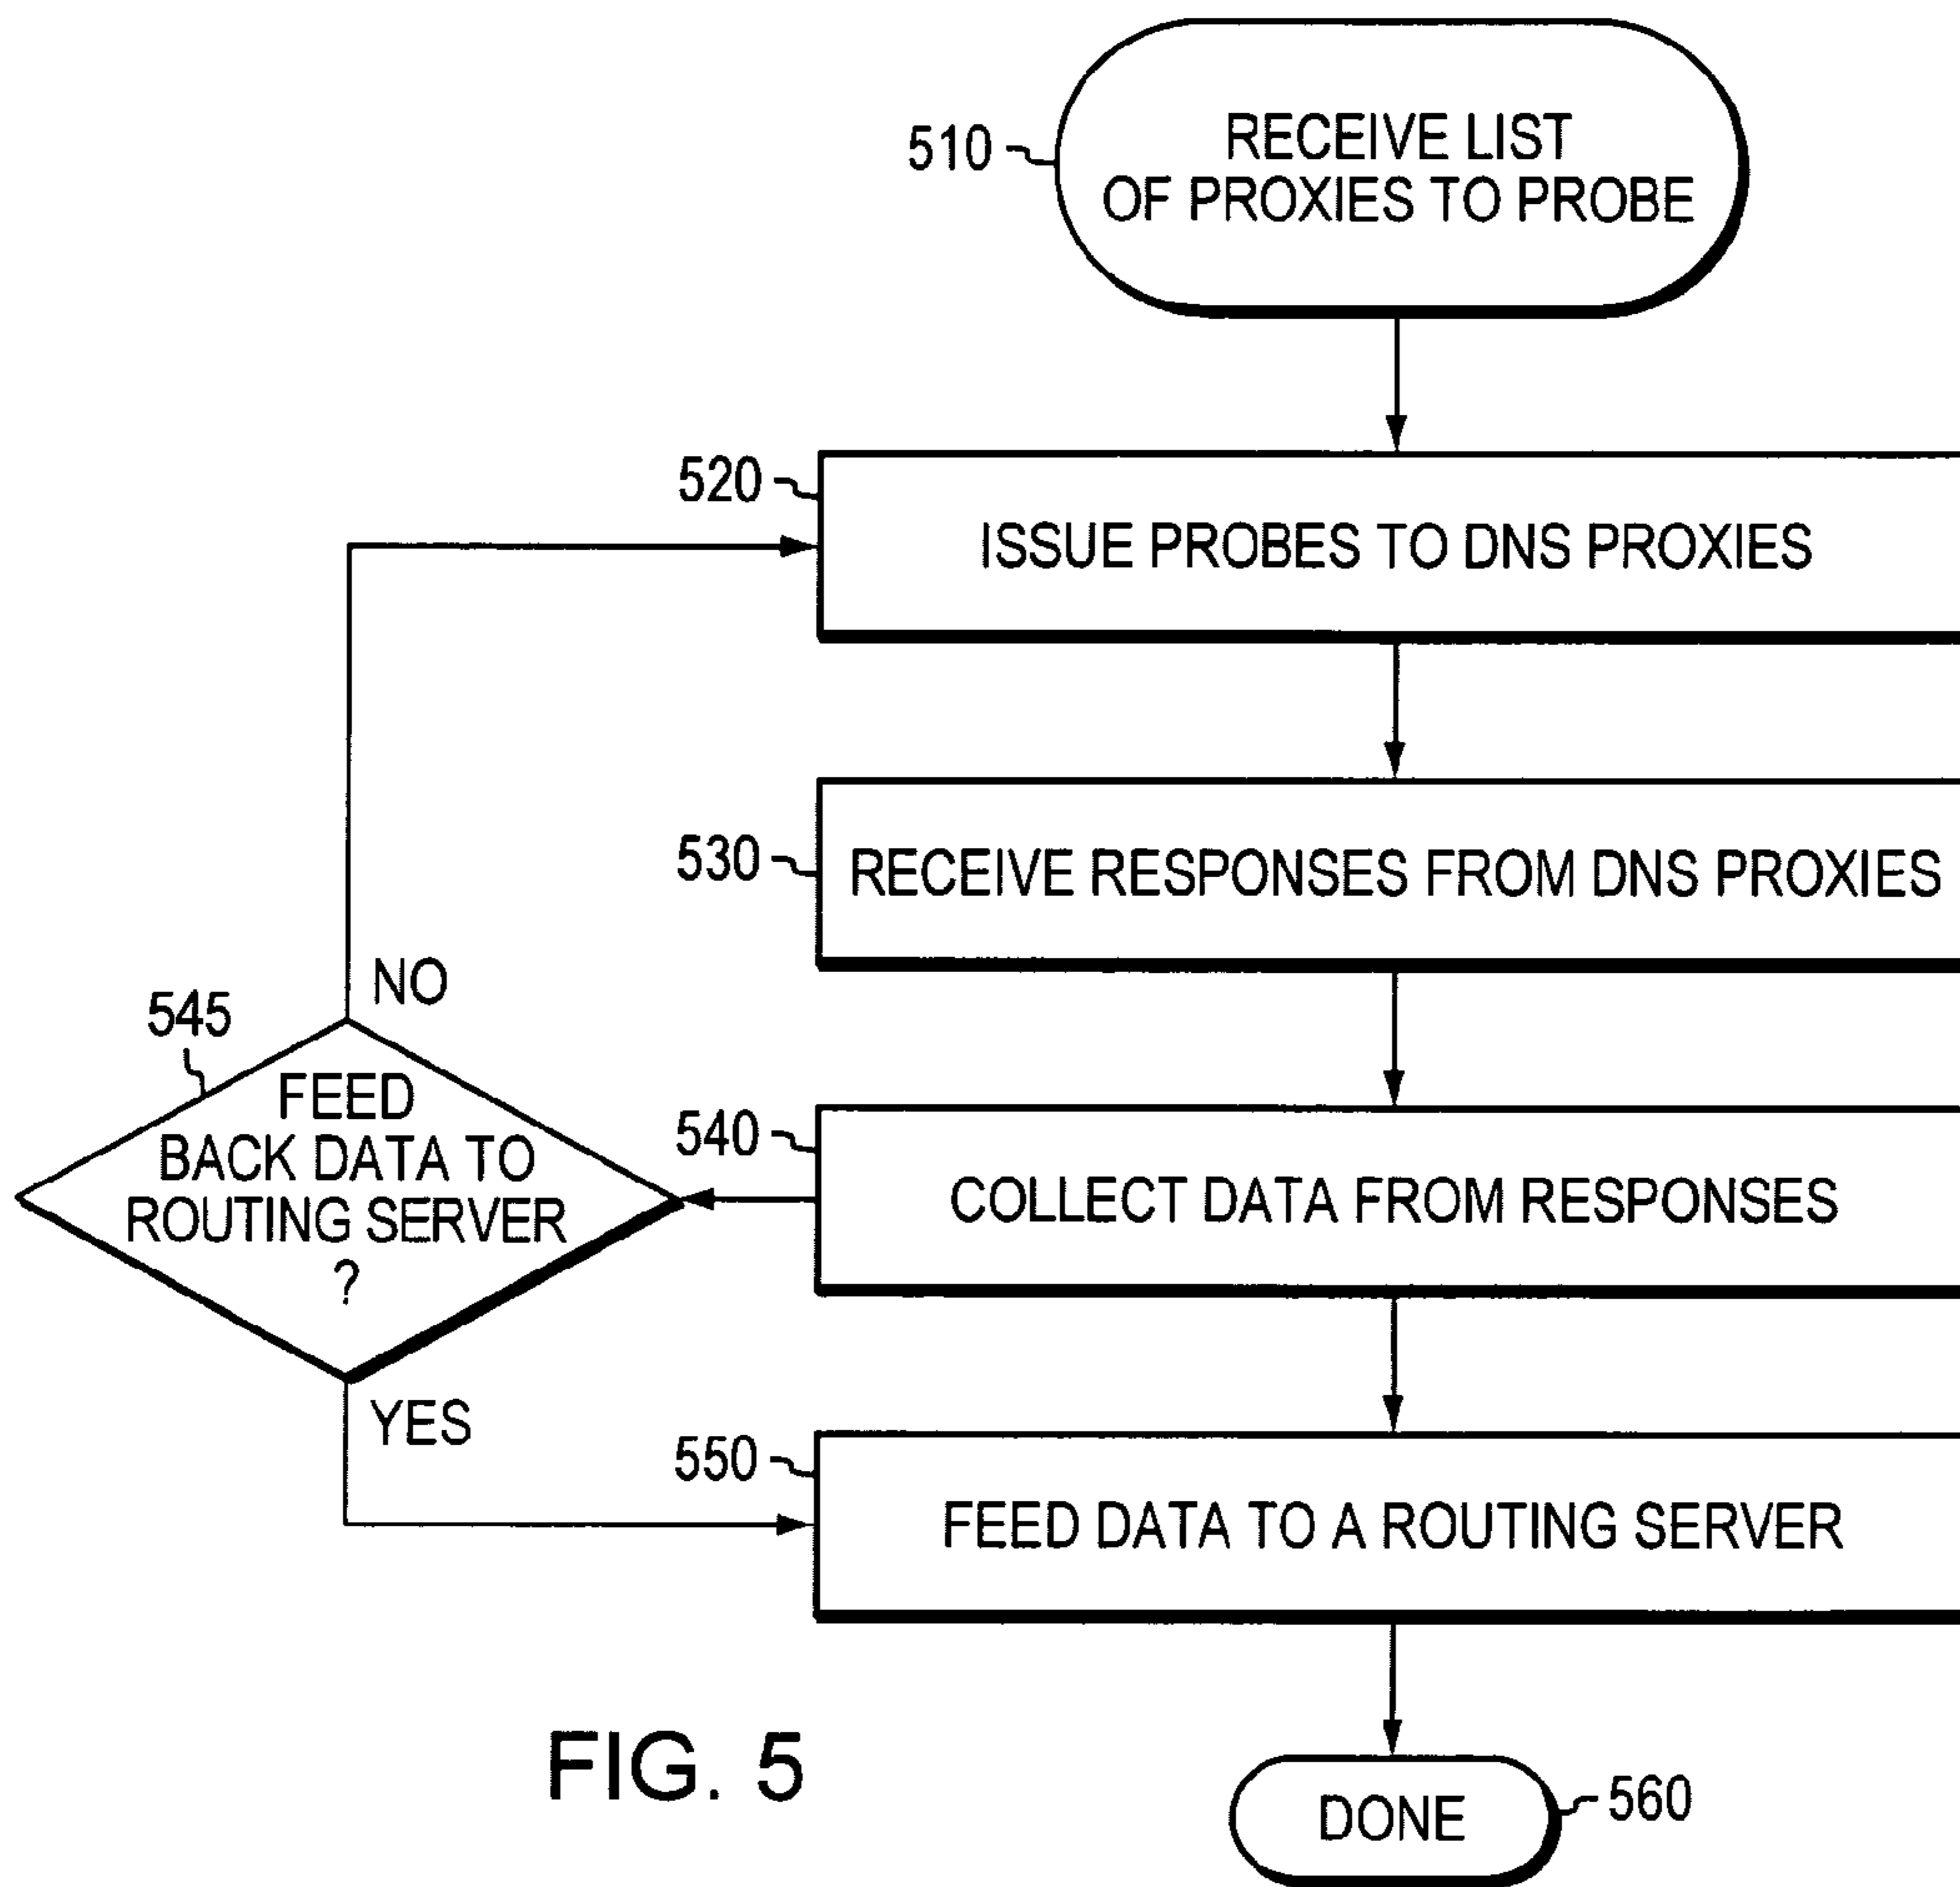 510
RECEIVE LIST
OF PROXIES TO PROBE
520
ISSUE PROBES TO DNS PROXIES
530
RECEIVE RESPONSES FROM DNS PROXIES
NO
545
FEED
BACK DATA TO
ROUTING SERVER
?
540
COLLECT DATA FROM RESPONSES
YES
550
FEED DATA TO A ROUTING SERVER
FIG. 5
DONE
560